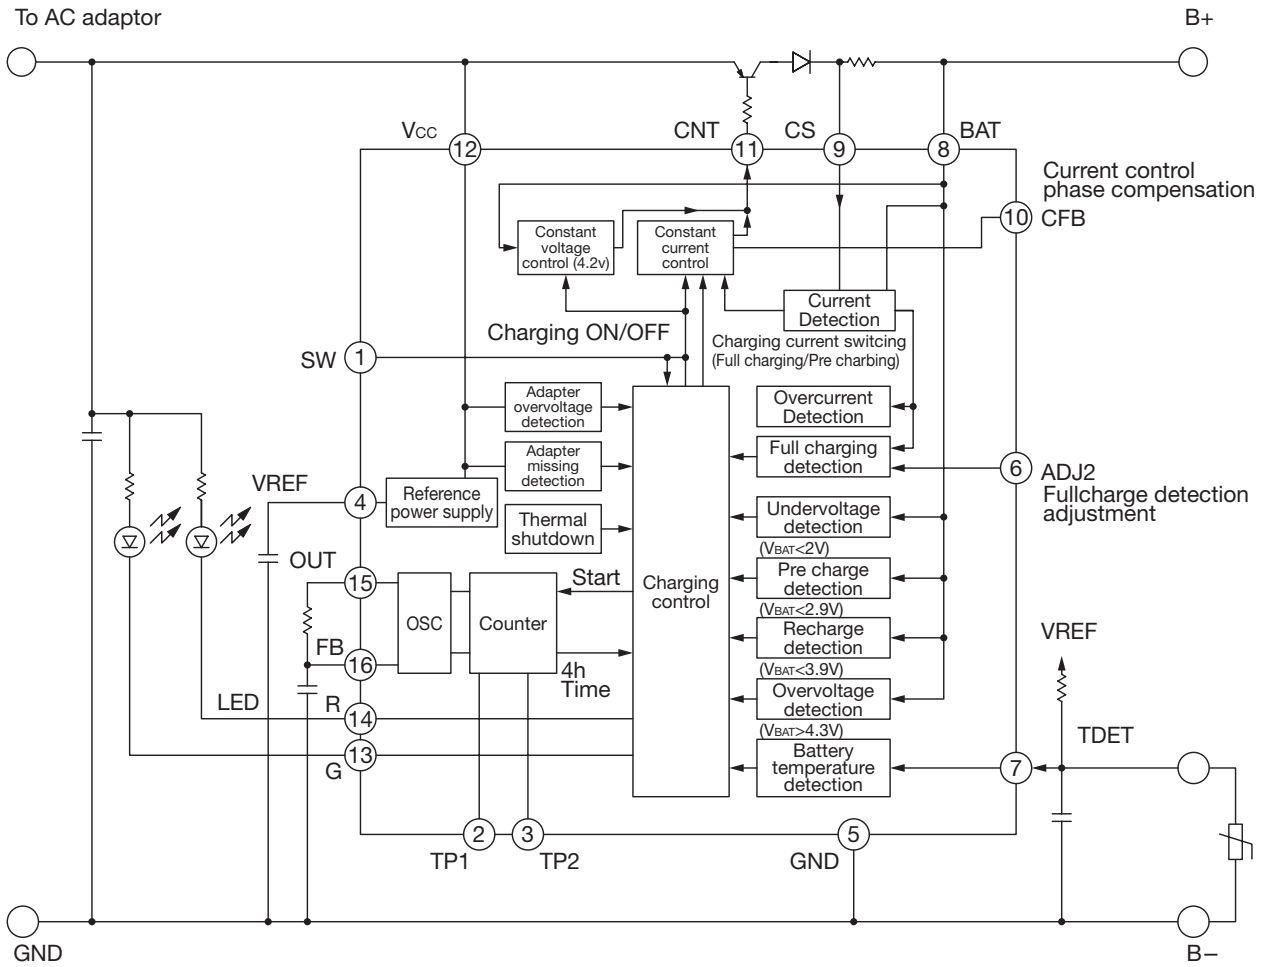 To AC adaptor
B+
VCC
CNT
CS
BAT
12
11
9
8
Current control
phase compensation
10
CFB
Constant
voltage
control (4.2v)
Constant
current
control
Current
Detection
Charging ON/OFF
Charging current switcing
(Full charging/Pre charbing)
SW
1
Adapter
overvoltage
detection
Overcurrent
Detection
Adapter
missing
detection
Full charging
detection
6
ADJ2
Fullcharge detection
adjustment
VREF
4
Reference
power supply
Thermal
shutdown
Undervoltage
detection
(VBAT<2V)
OUT
15
OSC
Counter
Start
Charging
control
Pre charge
detection
(VBAT<2.9V)
FB
16
4h
Time
Recharge
detection
(VBAT<3.9V)
VREF
LED
R
14
Overvoltage
detection
(VBAT>4.3V)
TDET
G
13
Battery
temperature
detection
7
2
3
5
TP1
TP2
GND
GND
B−